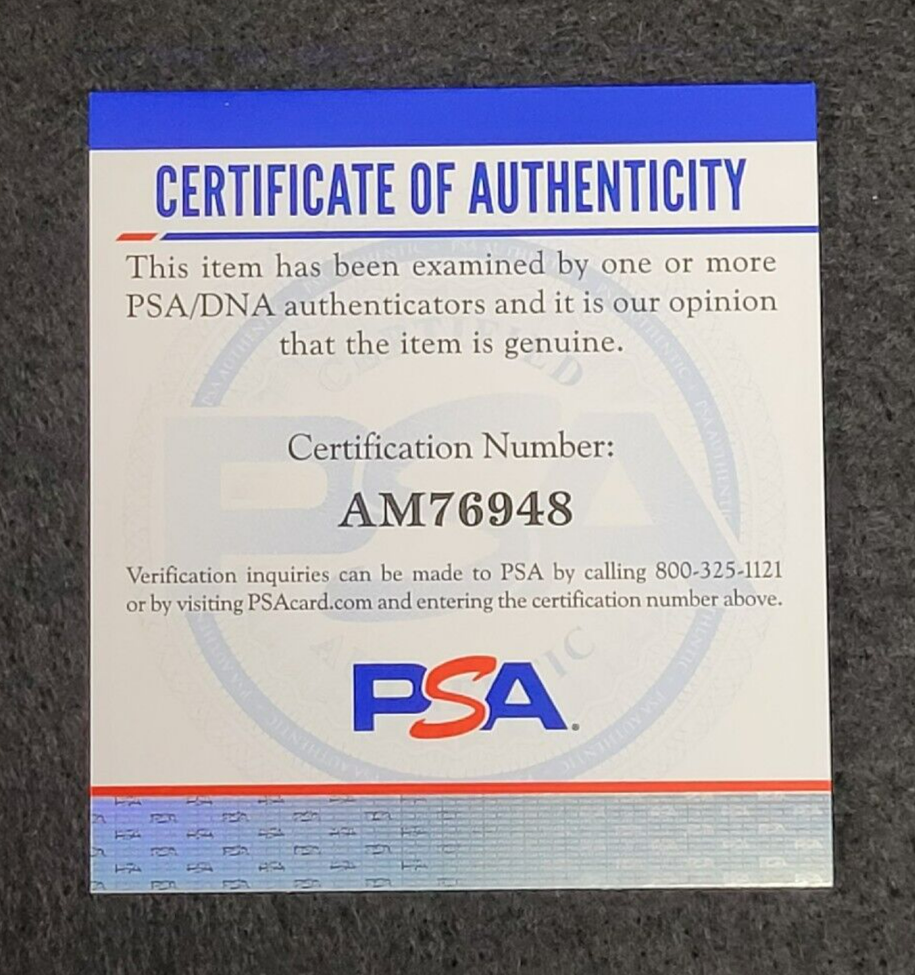 CERTIFICATE OF AUTHENTICITY
This item has been examined by one or more
PSA/DNA authenticators and it is our opinion
that the item is genuine.
CERTIFIED
Certification Number:
AM76948
Verification inquiries can be made to PSA by calling 800-325-1121
or by visiting PSAcard.com and entering the certification number above.
PSA